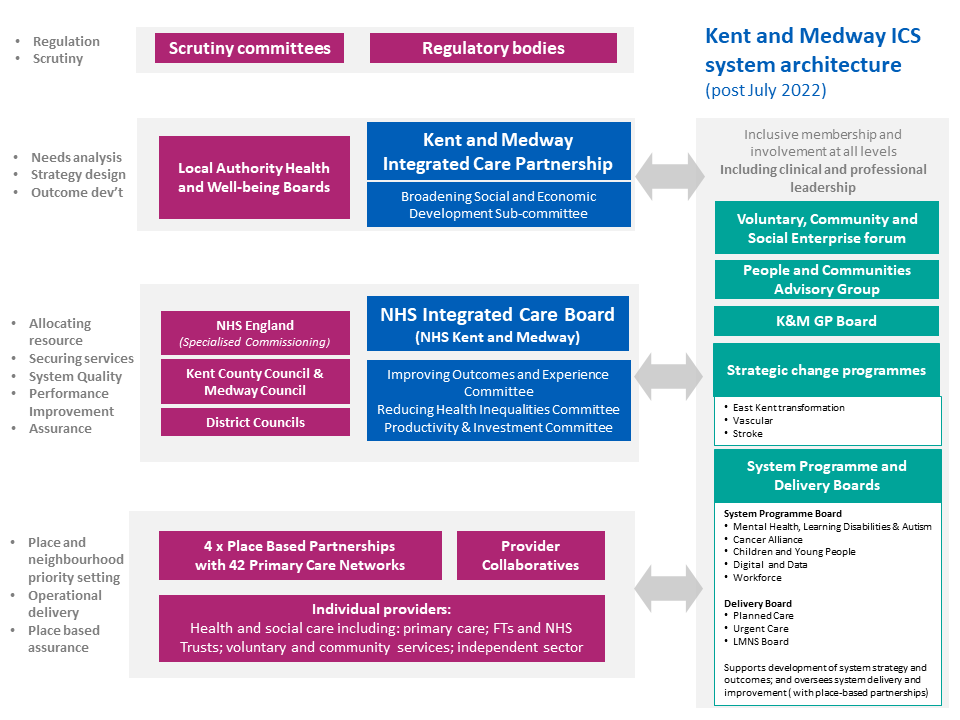 • Regulation
• Scrutiny
Scrutiny committees
Regulatory bodies
Kent and Medway ICS
system architecture
(post July 2022)
• Needs analysis
• Strategy design
• Outcome dev't
Local Authority Health
and Well-being Boards
Kent and Medway
Integrated Care Partnership
Broadening Social and Economic
Development Sub-committee
• Allocating
resource
• Securing services
• System Quality
• Performance
Improvement
• Assurance
NHS England
(Specialised Commissioning)
Kent County Council &
Medway Council
District Councils
NHS Integrated Care Board
(NHS Kent and Medway)
Improving Outcomes and Experience
Committee
Reducing Health Inequalities Committee
Productivity & Investment Committee
• Place and
neighbourhood
priority setting
• Operational
delivery
• Place based
assurance
4 x Place Based Partnerships
with 42 Primary Care Networks
Provider
Collaboratives
Individual providers:
Health and social care including: primary care; FTs and NHS
Trusts; voluntary and community services; independent sector
Inclusive membership and
involvement at all levels
Including clinical and professional
leadership
Voluntary, Community and
Social Enterprise forum
People and Communities
Advisory Group
K&M GP Board
Strategic change programmes
• East Kent transformation
• Vascular
• Stroke
System Programme and
Delivery Boards
System Programme Board
• Mental Health, Learning Disabilities & Autism
• Cancer Alliance
• Children and Young People
• Digital and Data
• Workforce
Delivery Board
• Planned Care
• Urgent Care
• LMNS Board
Supports development of system strategy and
outcomes; and oversees system delivery and
improvement ( with place-based partnerships)